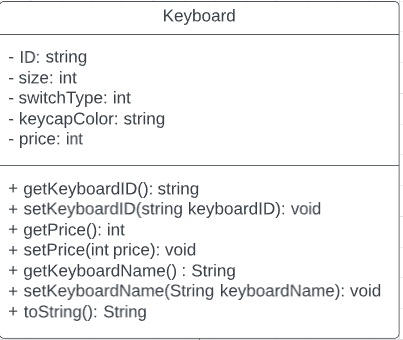 Keyboard
- ID: string
- size: int
- switchType: int
- keycapColor: string
- price: int
+ getKeyboardID(): string
+ setKeyboardID(string keyboardID): void
+ getPrice(): int
+ setPrice(int price): void
+ getKeyboardName() : String
+ setKeyboardName(String keyboardName): void
+ toString(): String